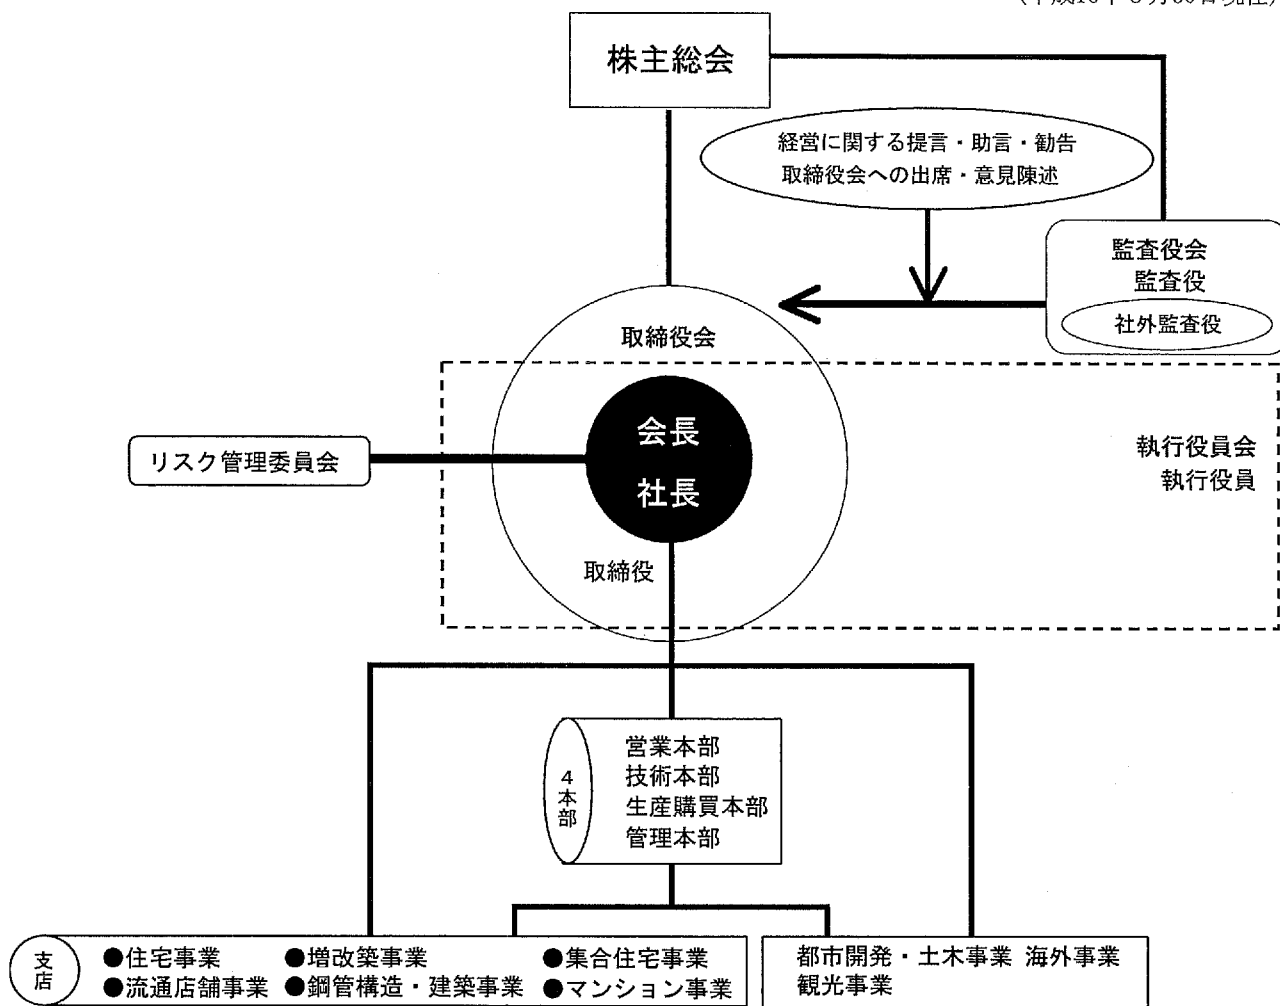 株主総会
経営に関する提言・助言・勧告
取締役会への出席・意見陳述
監査役会
監査役
社外監査役
取締役会
会長
社長
リスク管理委員会
執行役員会
執行役員
取締役
4本部
営業本部
技術本部
生産購買本部
管理本部
支店
●住宅事業 ●増改築事業 ●集合住宅事業
●流通店舗事業 ●鋼管構造・建築事業 ●マンション事業
都市開発・土木事業 海外事業
観光事業